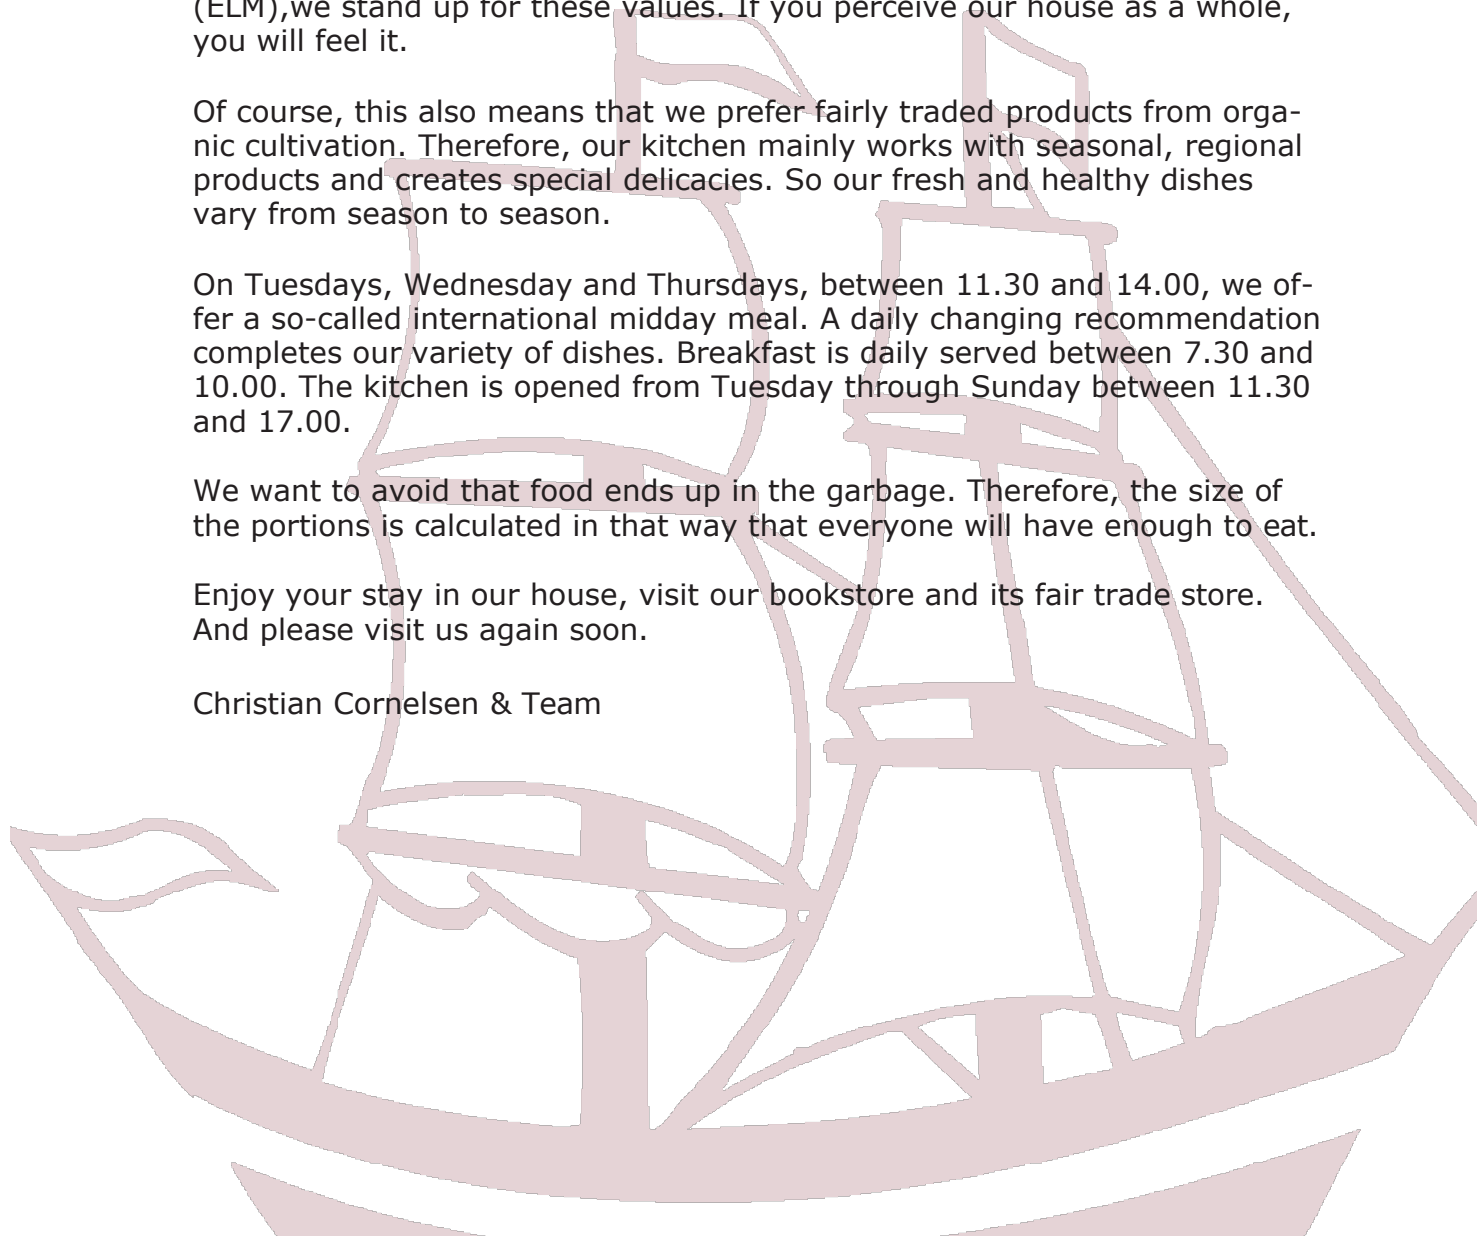 (ELM),we stand up for these values. If you perceive our house as a whole,
you will feel it.
Of course, this also means that we prefer fairly traded products from orga-
nic cultivation. Therefore, our kitchen mainly works with seasonal, regional
products and creates special delicacies. So our fresh and healthy dishes
vary from season to season.
On Tuesdays, Wednesday and Thursdays, between 11.30 and 14.00, we of-
fer a so-called international midday meal. A daily changing recommendation
completes our variety of dishes. Breakfast is daily served between 7.30 and
10.00. The kitchen is opened from Tuesday through Sunday between 11.30
and 17.00.
We want to avoid that food ends up in the garbage. Therefore, the size of
the portions is calculated in that way that everyone will have enough to eat.
Enjoy your stay in our house, visit our bookstore and its fair trade store.
And please visit us again soon.
Christian Cornelsen & Team